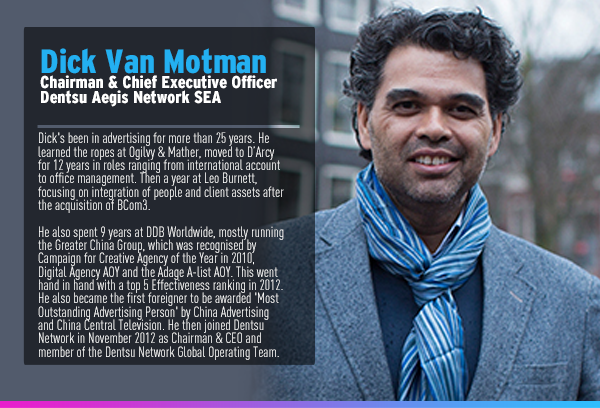 Dick Van Motman
Chairman & Chief Executive Officer
Dentsu Aegis Network SEA
Dick's been in advertising for more than 25 years. He
learned the ropes at Ogilvy & Mather, moved to D'Arcy
for 12 years in roles ranging from international account
to office management. Then a year at Leo Burnett,
focusing on integration of people and client assets after
the acquisition of BCom3.
He also spent 9 years at DDB Worldwide, mostly running
the Greater China Group, which was recognised by
Campaign for Creative Agency of the Year in 2010,
Digital Agency AOY and the Adage A-list AOY. This went
hand in hand with a top 5 Effectiveness ranking in 2012.
He also became the first foreigner to be awarded 'Most
Outstanding Advertising Person' by China Advertising
and China Central Television. He then joined Dentsu
Network in November 2012 as Chairman & CEO and
member of the Dentsu Network Global Operating Team.